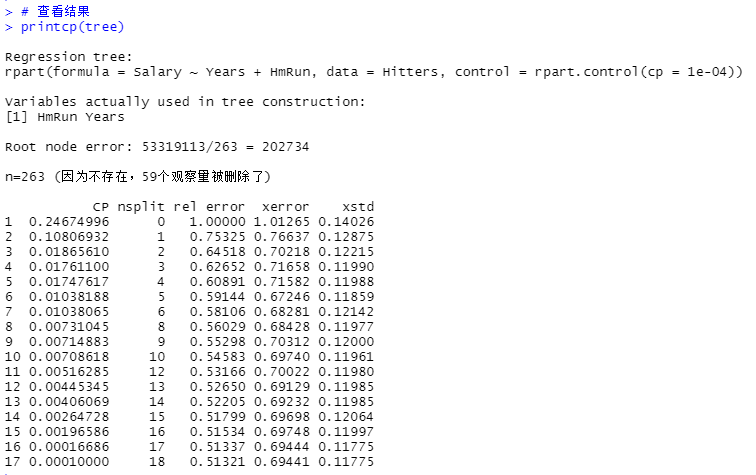 > # 查看结果
> printcp(tree)
Regression tree:
rpart(formula = Salary ~ Years + HmRun, data = Hitters, control = rpart.control(cp = 1e-04))
Variables actually used in tree construction:
[1] HmRun Years
Root node error: 53319113/263 = 202734
n=263 (因为不存在，59个观察量被删除了)
CP nsplit rel error xerror xstd
1 0.24674996 0 1.00000 1.01265 0.14026
2 0.10806932 1 0.75325 0.76637 0.12875
3 0.01865610 2 0.64518 0.70218 0.12215
4 0.01761100 3 0.62652 0.71658 0.11990
5 0.01747617 4 0.60891 0.71582 0.11988
6 0.01038188 5 0.59144 0.67246 0.11859
7 0.01038065 6 0.58106 0.68281 0.12142
8 0.00731045 8 0.56029 0.68428 0.11977
9 0.00714883 9 0.55298 0.70312 0.12000
10 0.00708618 10 0.54583 0.69740 0.11961
11 0.00516285 12 0.53166 0.70022 0.11980
12 0.00445345 13 0.52650 0.69129 0.11985
13 0.00406069 14 0.52205 0.69232 0.11985
14 0.00264728 15 0.51799 0.69698 0.12064
15 0.00196586 16 0.51534 0.69748 0.11997
16 0.00016686 17 0.51337 0.69444 0.11775
17 0.00010000 18 0.51321 0.69441 0.11775